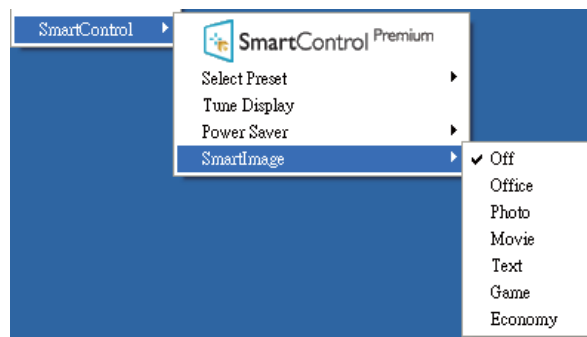 SmartControl
SmartControl Premium
Select Preset
Tune Display
Power Saver
SmartImage
Off
Office
Photo
Movie
Text
Game
Economy